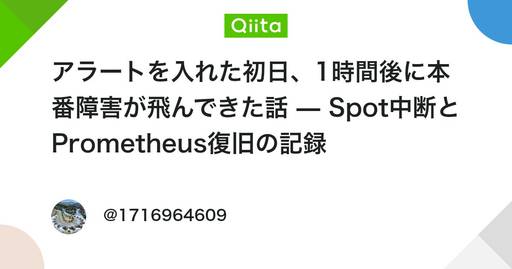 Qiita
アラートを入れた初日、1時間後に本
番障害が飛んできた話 — Spot中断と
Prometheus復旧の記録
@1716964609